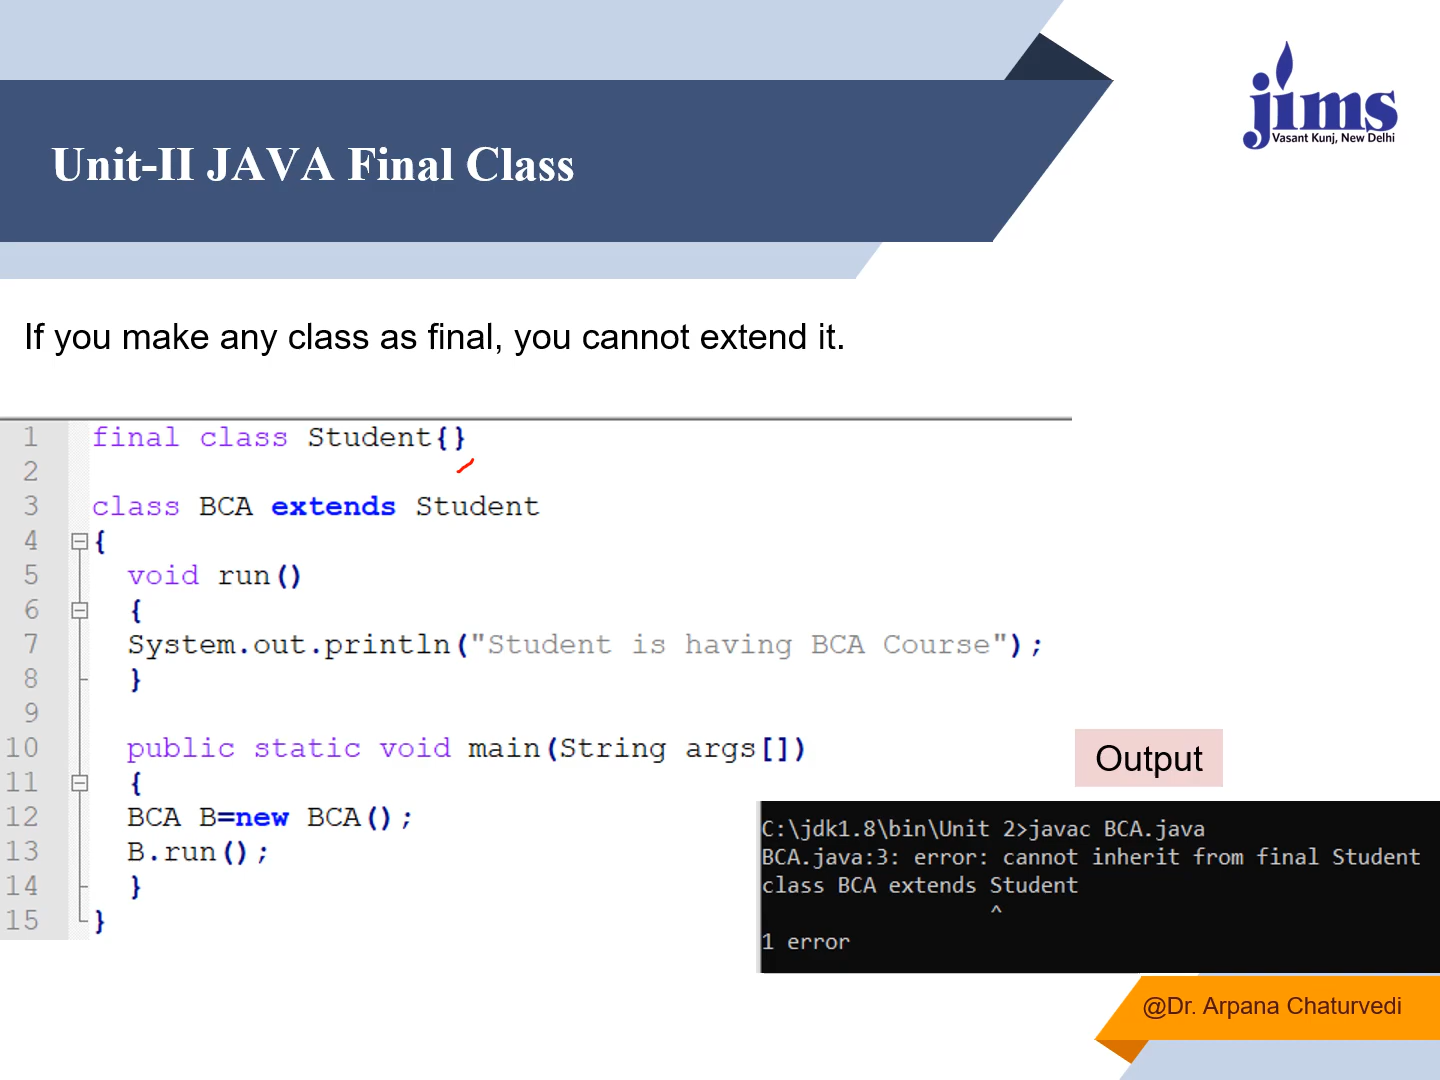 jims
Vasant Kunj, New Delhi
Unit-II JAVA Final Class
If you make any class as final, you cannot extend it.
1 final class Student{}
2
3 class BCA extends Student
4 {
5 void run()
6 {
7 System.out.println("Student is having BCA Course");
8 }
9
10 public static void main(String args[])
11 {
12 BCA B=new BCA();
13 B.run();
14 }
15 }
Output
C:\jdk1.8\bin\Unit 2>javac BCA.java
BCA.java:3: error: cannot inherit from final Student
class BCA extends Student
^
1 error
@Dr. Arpana Chaturvedi